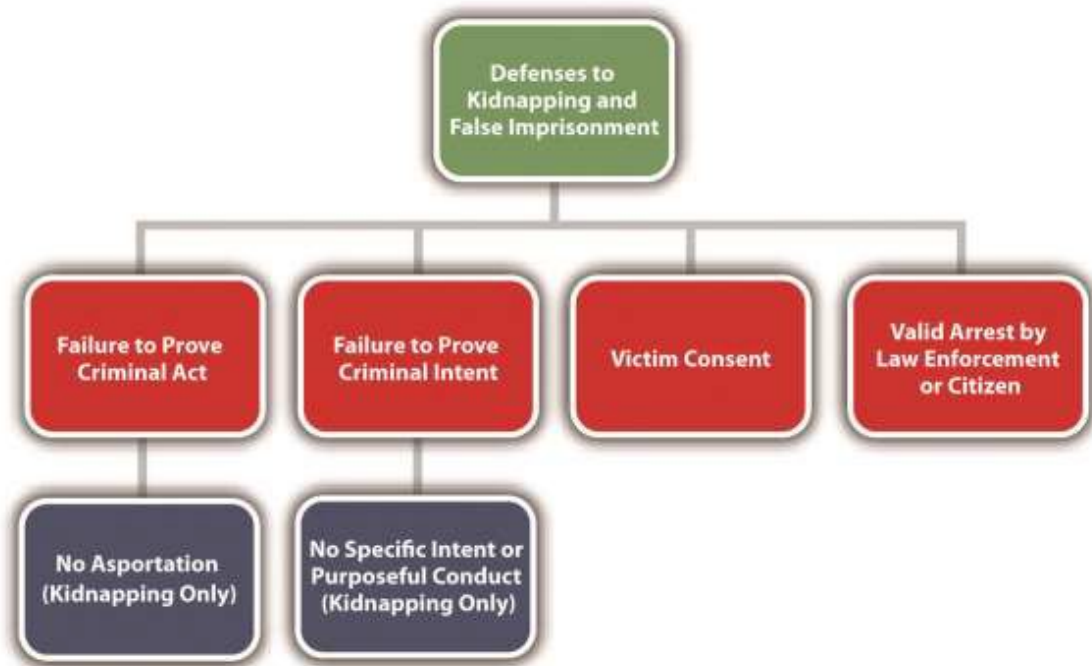 Defenses to
Kidnapping and
False Imprisonment
Failure to Prove
Criminal Act
Failure to Prove
Criminal Intent
Victim Consent
Valid Arrest by
Law Enforcement
or Citizen
No Asportation
(Kidnapping Only)
No Specific Intent or
Purposeful Conduct
(Kidnapping Only)